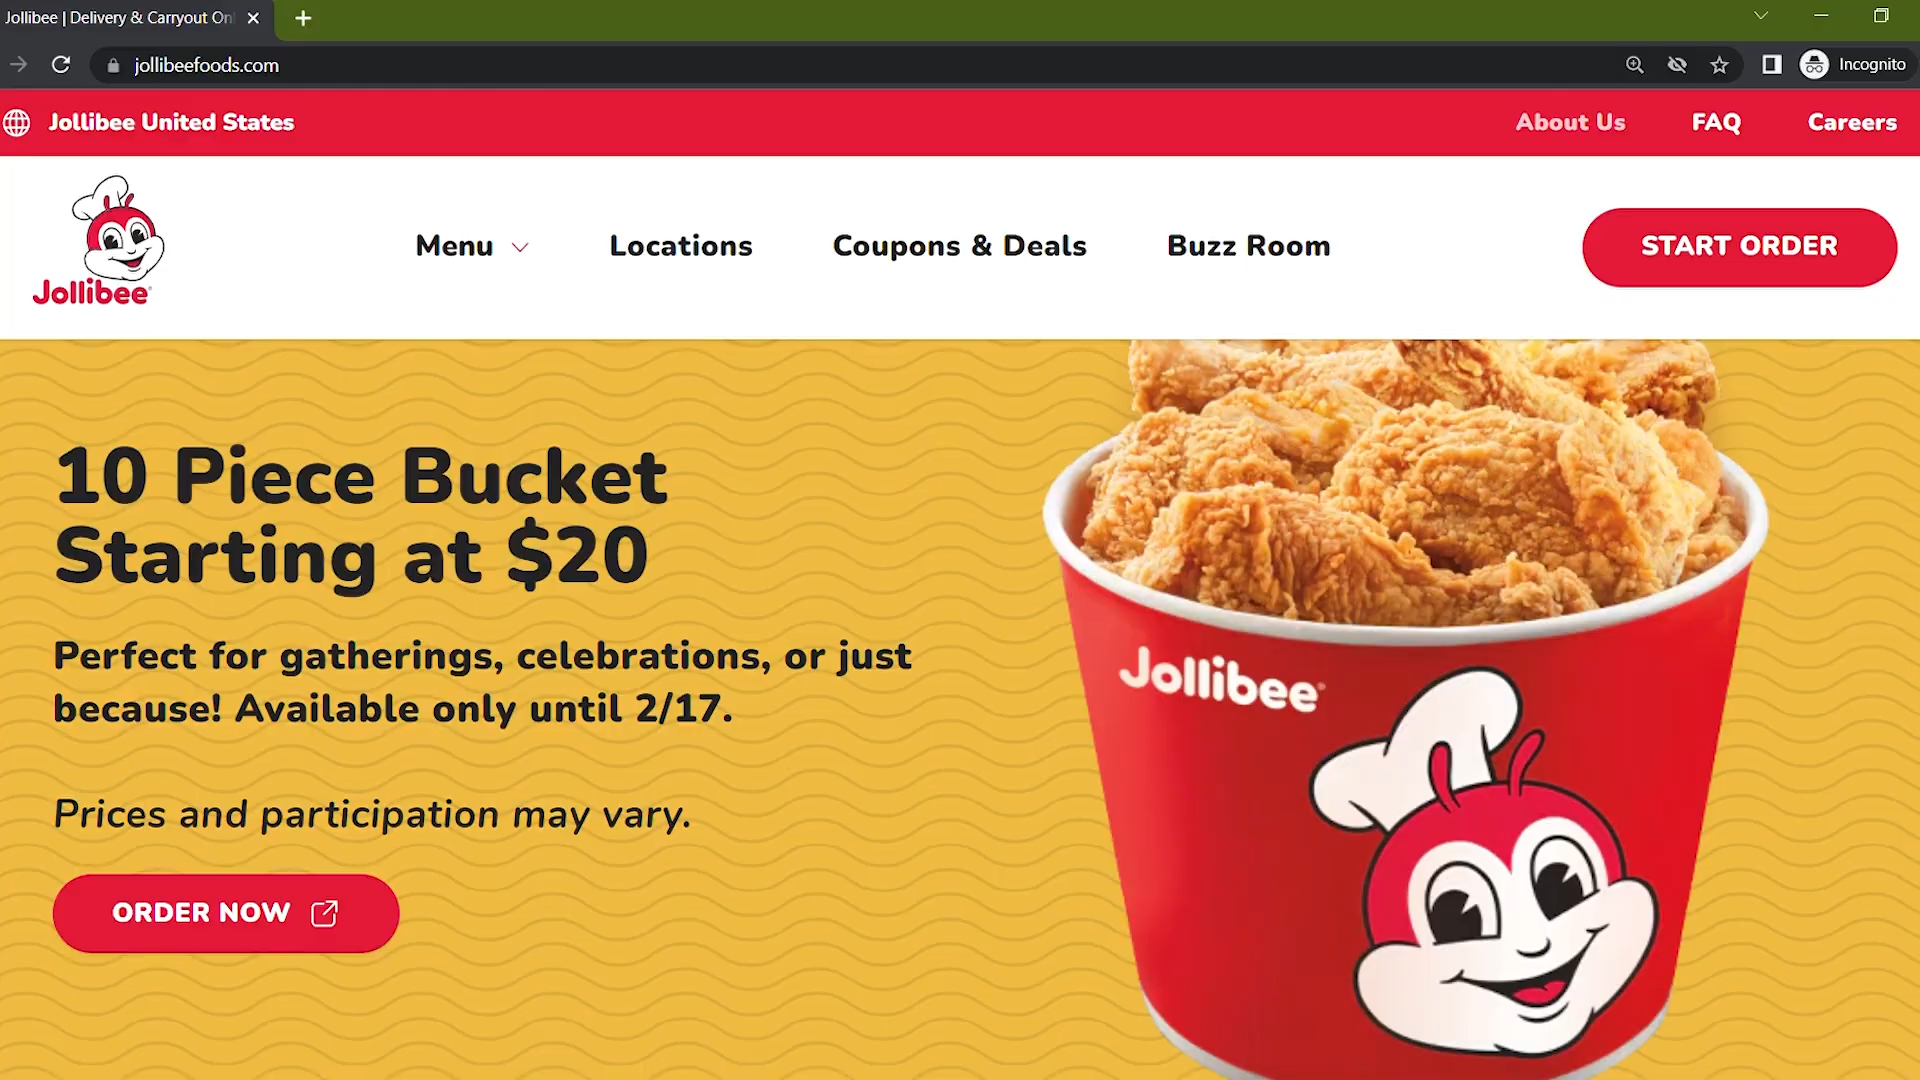 Jollibee | Delivery & Carryout On
jollibeefoods.com
Incognito
Jollibee United States
About Us
FAQ
Careers
Jollibee
Menu
Locations
Coupons & Deals
Buzz Room
START ORDER
10 Piece Bucket
Starting at $20
Perfect for gatherings, celebrations, or just
because! Available only until 2/17.
Prices and participation may vary.
ORDER NOW
Jollibee